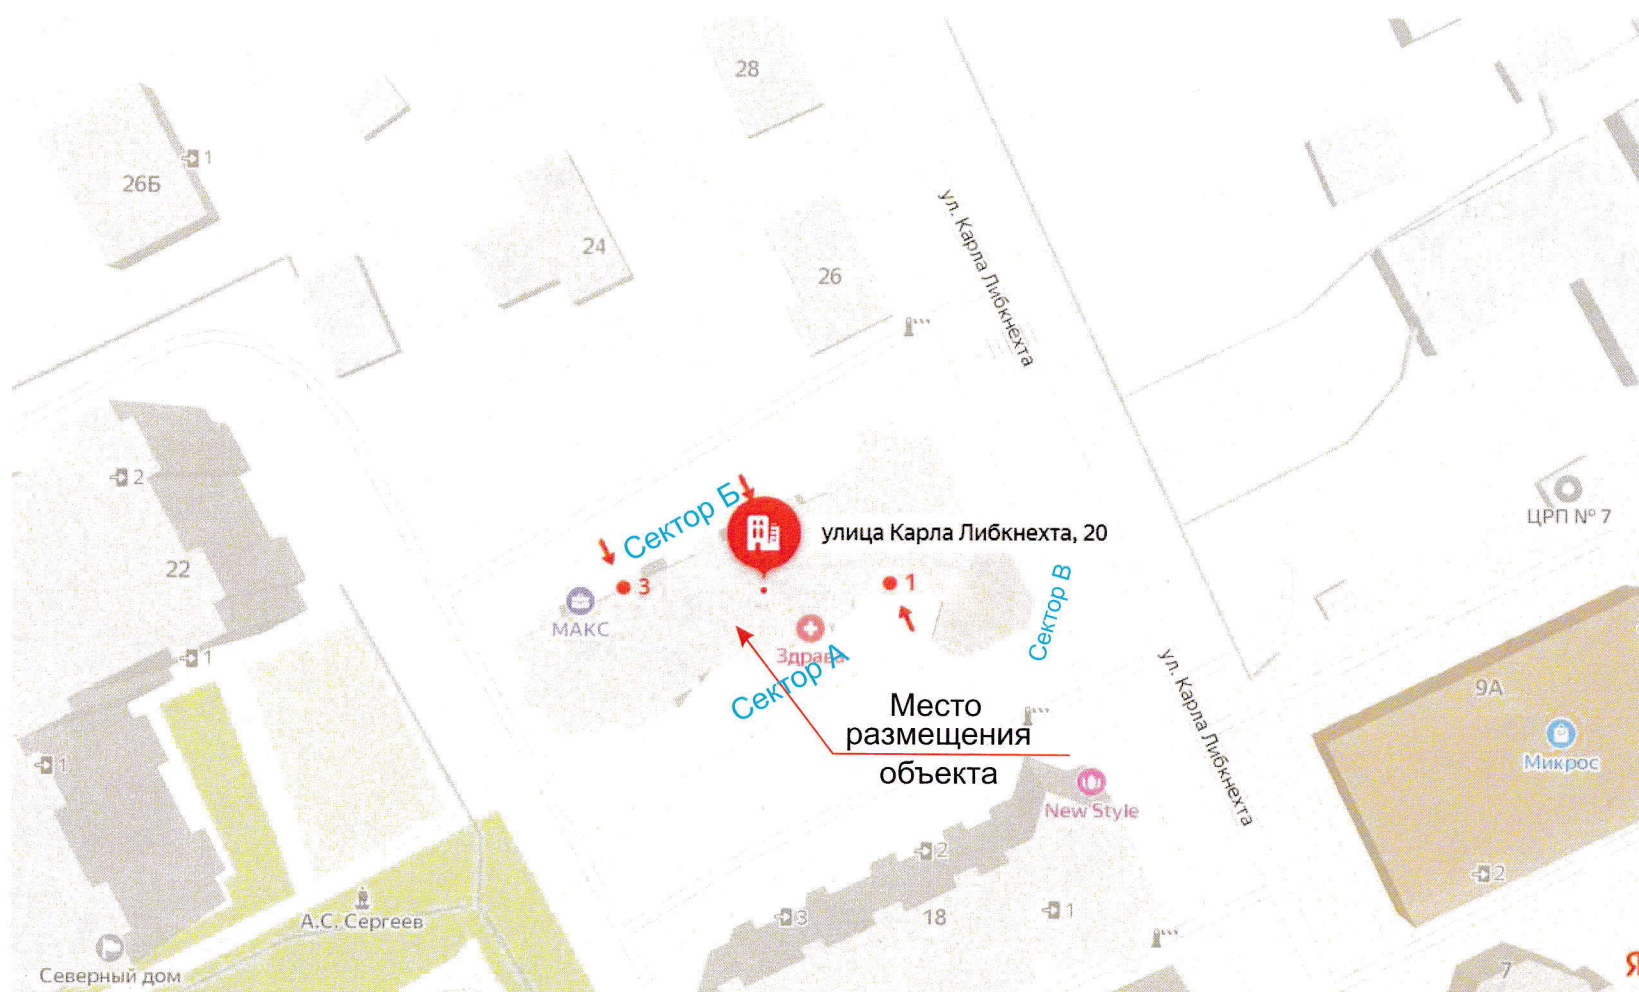 28
1
26Б
24
26
ул. Карла Либкнехта
2
22
Сектор Б
улица Карла Либкнехта, 20
ЦРП № 7
3
1
МАКС
Здрава
Сектор В
Сектор А
1
ул. Карла Либкнехта
9А
Место
размещения
объекта
1
Микрос
New Style
2
2
3
18
1
А.С. Сергеев
Северный дом
7
Я